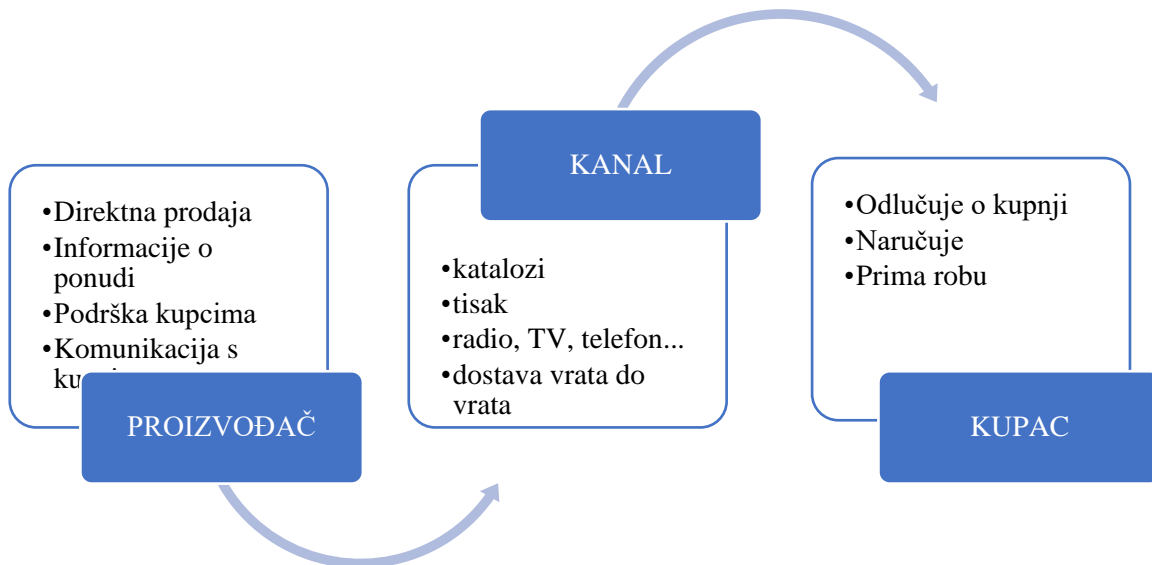 •Direktna prodaja
•Informacije o
ponudi
•Podrška kupcima
•Komunikacija s
PROIZVOĐAČ
KANAL
•katalozi
•tisak
•radio, TV, telefon...
•dostava vrata do
vrata
•Odlučuje o kupnji
•Naručuje
•Prima robu
KUPAC